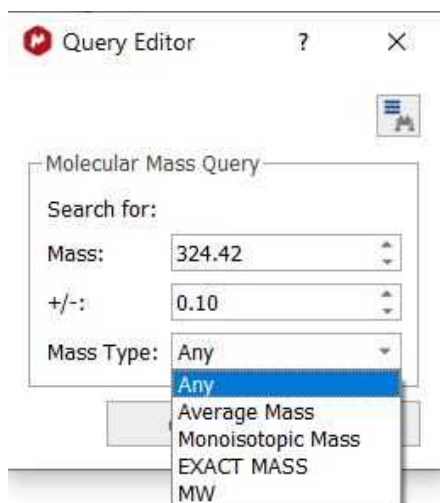 Query Editor ? ×
Molecular Mass Query
Search for:
Mass: 324.42
+/-: 0.10
Mass Type: Any
Any
Average Mass
Monoisotopic Mass
EXACT MASS
MW